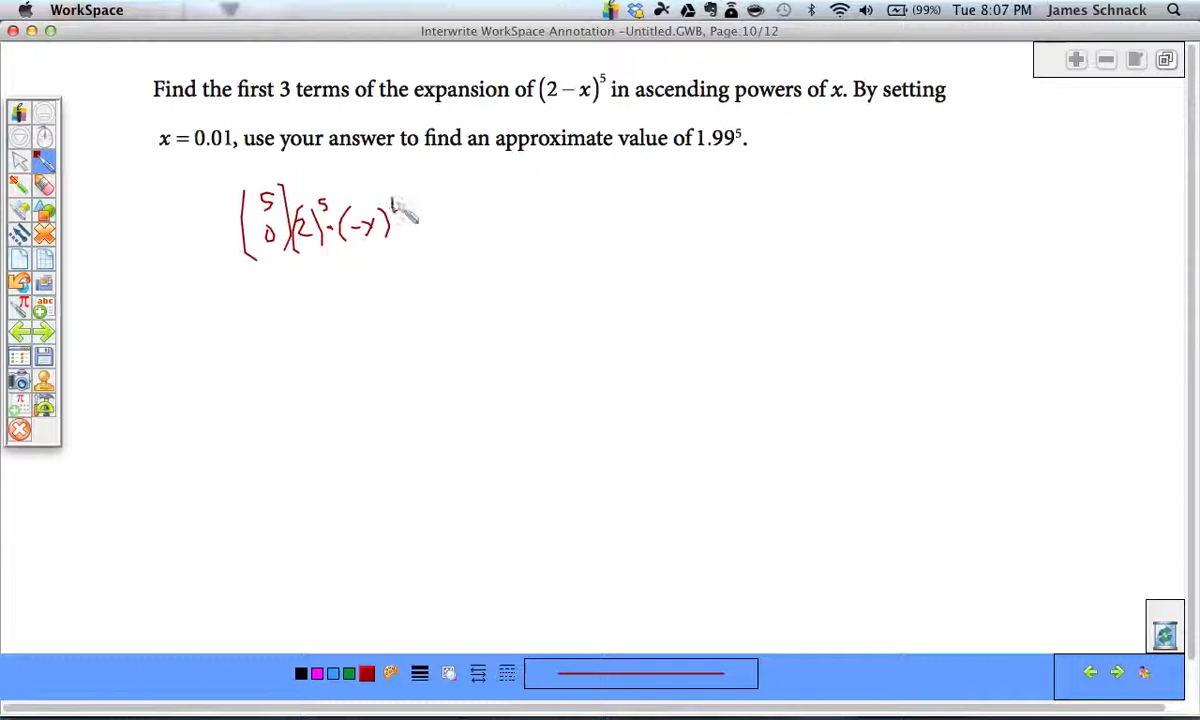 WorkSpace
(99%) Tue 8:07 PM James Schnack
Interwrite WorkSpace Annotation -Untitled.GWB, Page:10/12
Find the first 3 terms of the expansion of (2 − x)⁵ in ascending powers of x. By setting
x = 0.01, use your answer to find an approximate value of 1.99⁵.
(5 0)(2)⁵·(-x)
abc
π
π